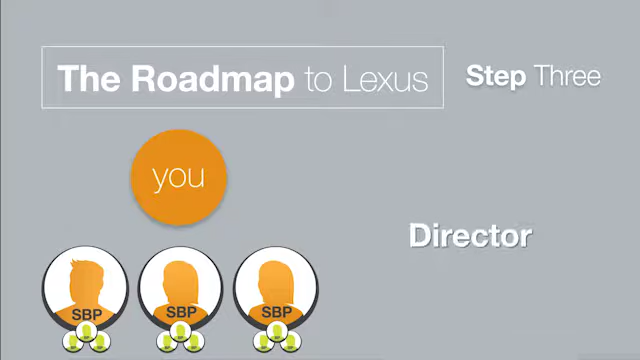 The Roadmap to Lexus
Step Three
you
Director
SBP SBP SBP